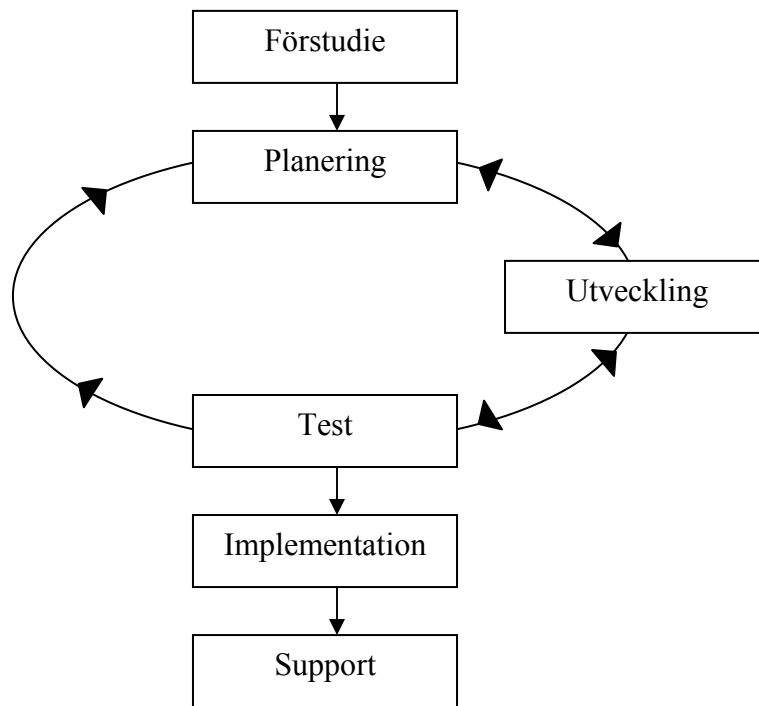 Förstudie
Planering
Utveckling
Test
Implementation
Support